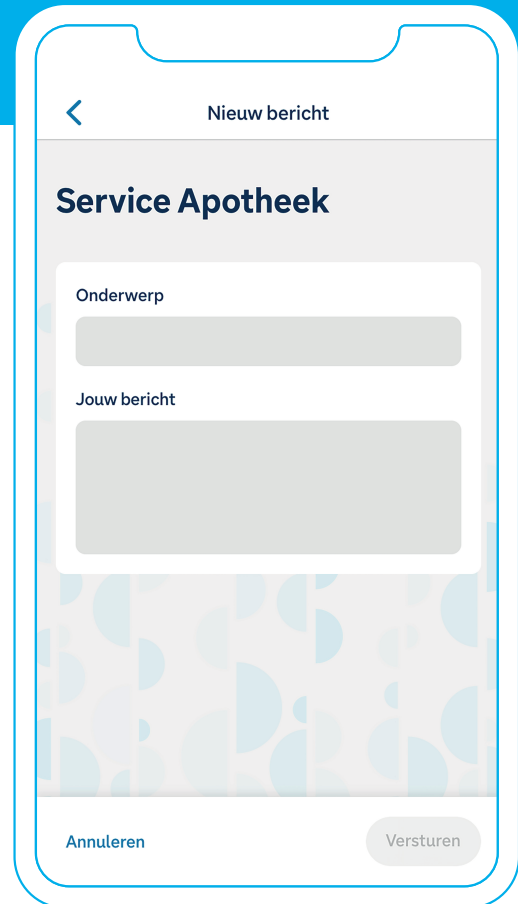 Nieuw bericht
Service Apotheek
Onderwerp
Jouw bericht
Annuleren
Versturen